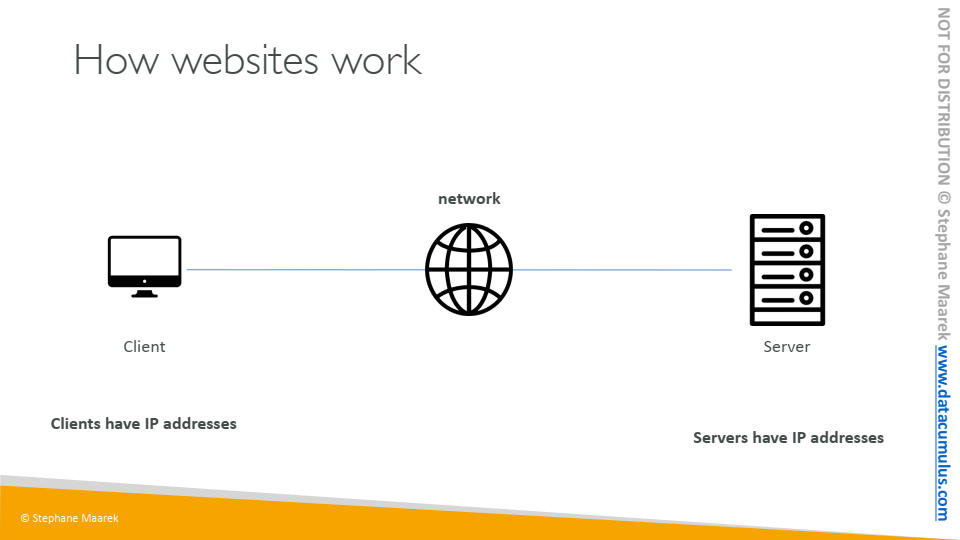 How websites work
network
Client
Server
Clients have IP addresses
Servers have IP addresses
© Stephane Maarek
NOT FOR DISTRIBUTION © Stephane Maarek www.datacumulus.com